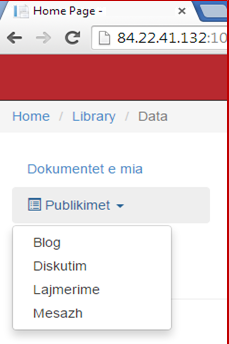 Home Page -
84.22.41.132:10
Home / Library / Data
Dokumentet e mia
Publikimet
Blog
Diskutim
Lajmerime
Mesazh